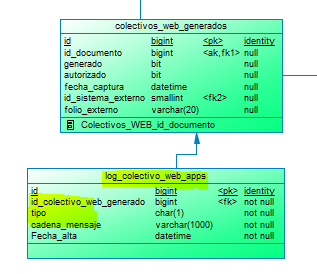 colectivos_web_generados
id bigint <pk> identity
id_documento bigint <ak,fk1> null
generado bit null
autorizado bit null
fecha_captura datetime null
id_sistema_externo smallint <fk2> null
folio_externo varchar(20) null
Colectivos_WEB_id_documento
log_colectivo_web_apps
id bigint <pk> identity
id_colectivo_web_generado bigint <fk> not null
tipo char(1) not null
cadena_mensaje varchar(1000) not null
Fecha_alta datetime not null